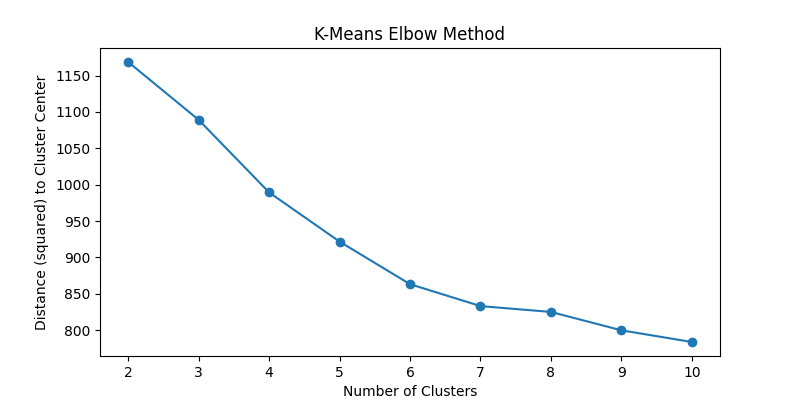 K-Means Elbow Method
Distance (squared) to Cluster Center
1150
1100
1050
1000
950
900
850
800
2 3 4 5 6 7 8 9 10
Number of Clusters